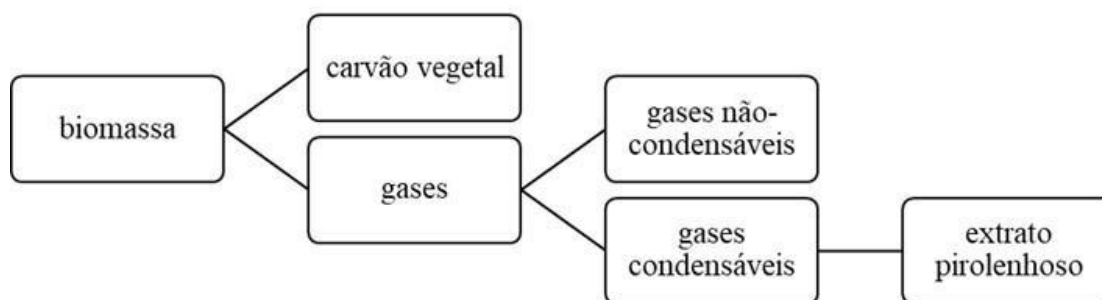 biomassa
carvão vegetal
gases
gases não-
condensáveis
gases
condensáveis
extrato
pirolenhoso